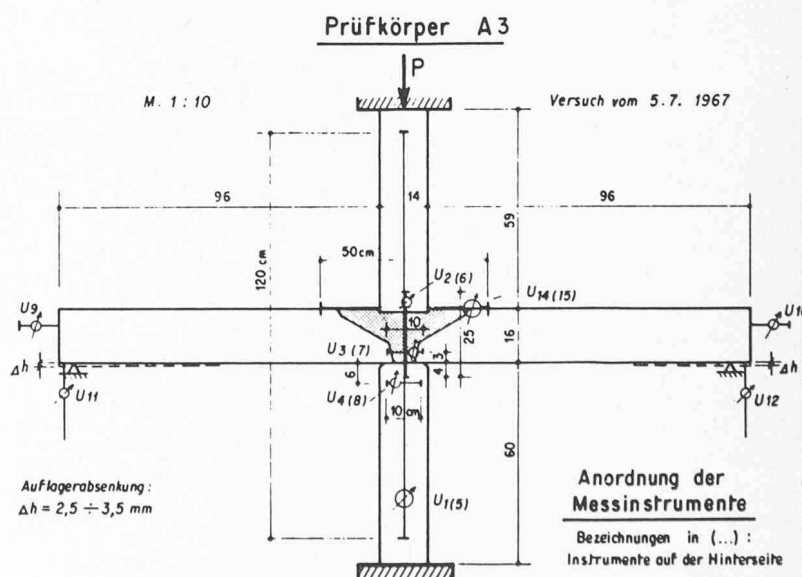 Prüfkörper A3
P
M. 1 : 10
Versuch vom 5.7. 1967
96
14
96
59
120 cm
50cm
U2 (6)
U14 (15)
U9
U10
10
16
25
U3 (7)
3
4
6
Δh
Δh
U11
U4 (8)
U12
10 cm
60
Auflagerabsenkung :
Δh = 2,5 ÷ 3,5 mm
U1 (5)
Anordnung der
Messinstrumente
Bezeichnungen in (...) :
Instrumente auf der Hinterseite